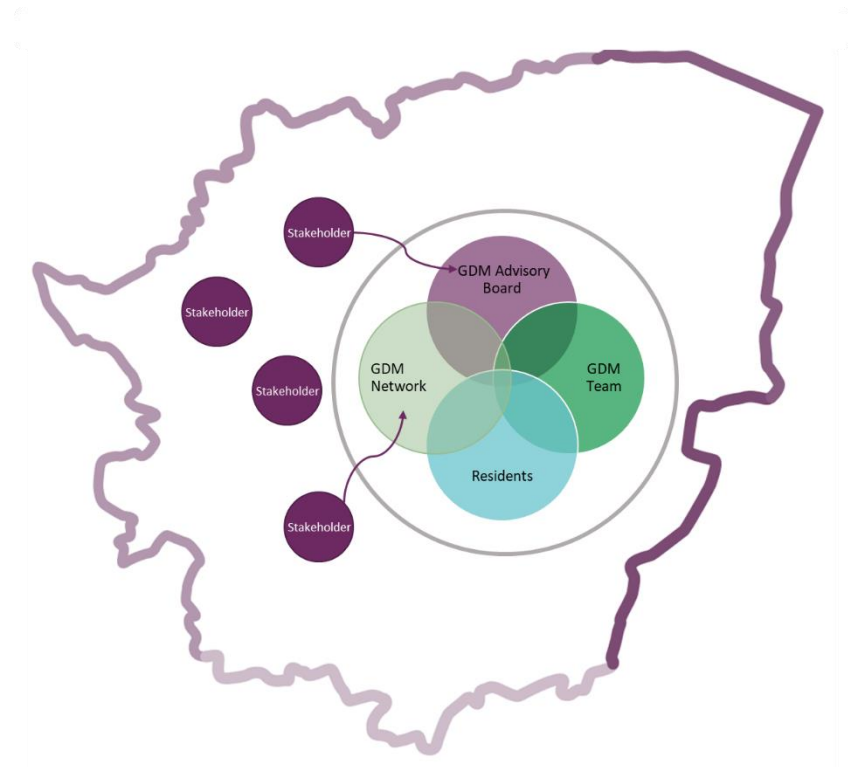 Stakeholder
GDM Advisory
Board
Stakeholder
GDM
Network
GDM
Team
Stakeholder
Residents
Stakeholder